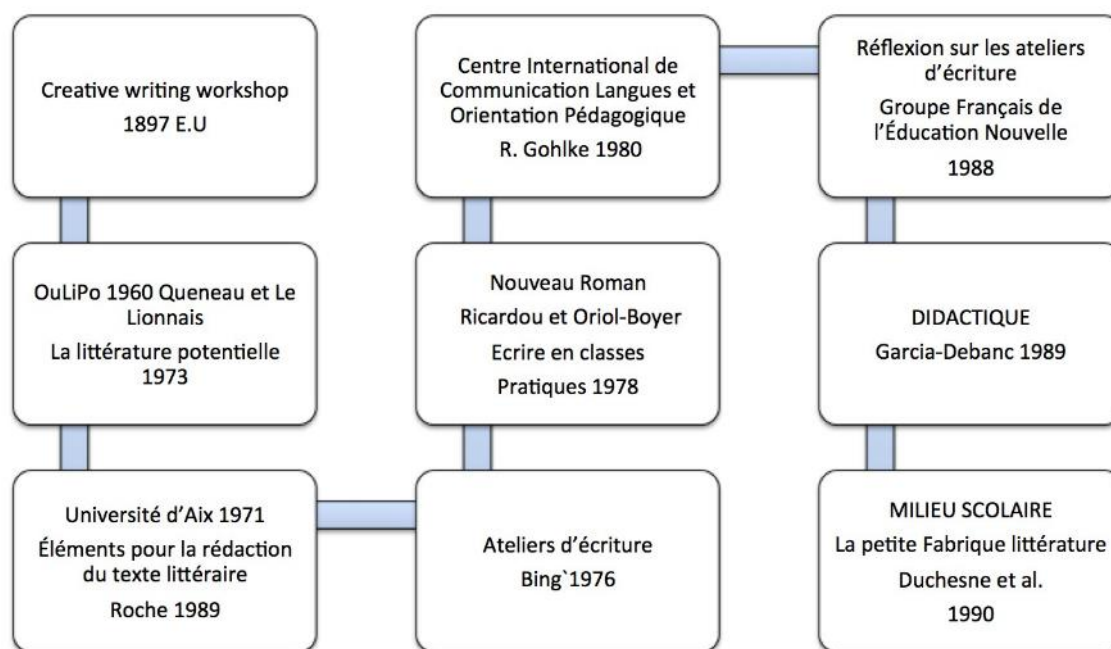 Creative writing workshop
1897 E.U
OuLiPo 1960 Queneau et Le
Lionnais
La littérature potentielle
1973
Université d'Aix 1971
Éléments pour la rédaction
du texte littéraire
Roche 1989
Ateliers d'écriture
Bing`1976
Nouveau Roman
Ricardou et Oriol-Boyer
Ecrire en classes
Pratiques 1978
Centre International de
Communication Langues et
Orientation Pédagogique
R. Gohlke 1980
Réflexion sur les ateliers
d'écriture
Groupe Français de
l'Éducation Nouvelle
1988
DIDACTIQUE
Garcia-Debanc 1989
MILIEU SCOLAIRE
La petite Fabrique littérature
Duchesne et al.
1990